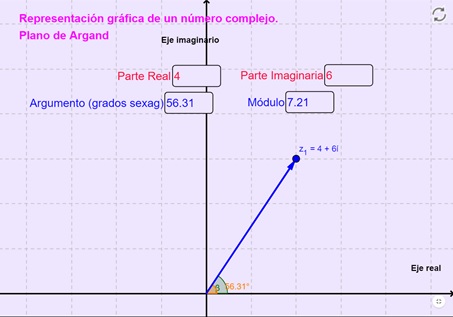 Representación gráfica de un número complejo.
Plano de Argand
Eje imaginario
Parte Real 4
Parte Imaginaria 6
Argumento (grados sexag) 56.31
Módulo 7.21
z₁ = 4 + 6i
56.31°
Eje real